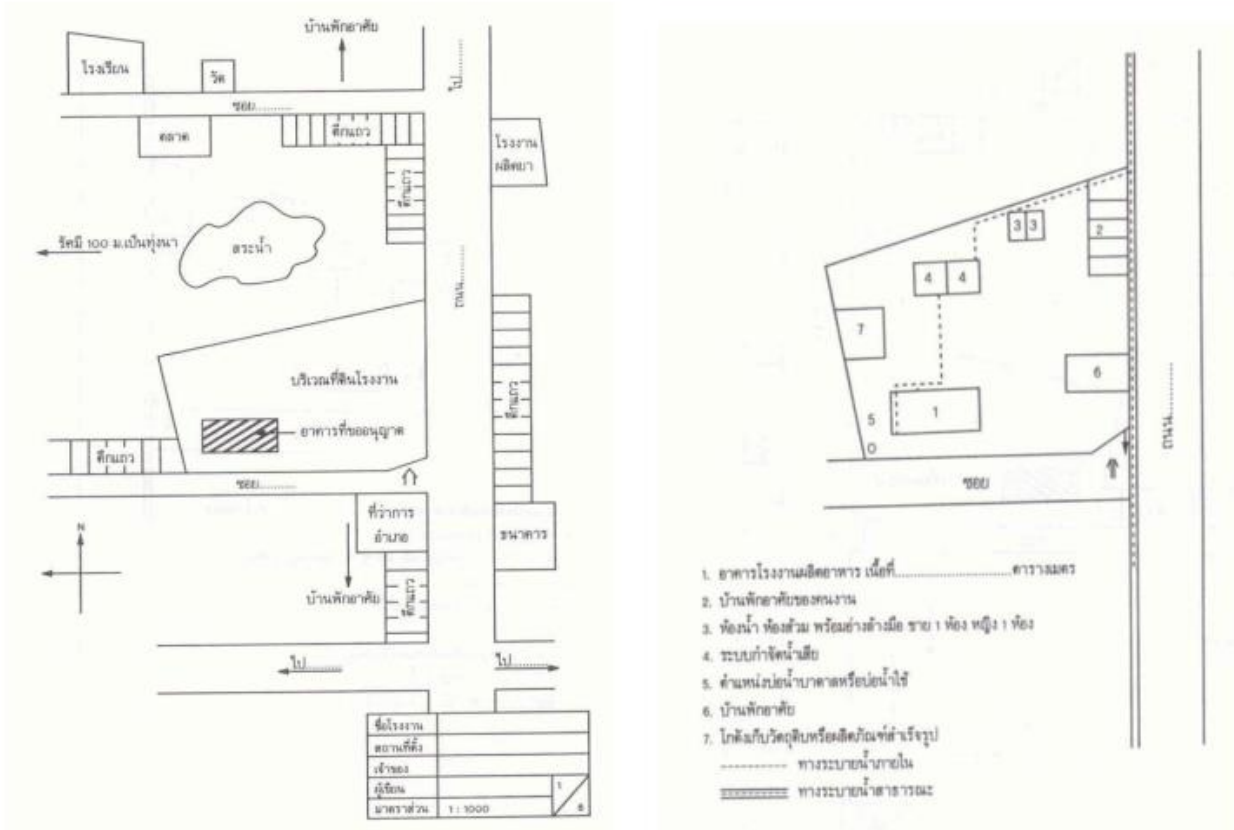 บ้านพักอาศัย
โรงเรียน
วัด
ไป..........
ซอย............
ตลาด
ตึกแถว
โรงงาน
ผลิตยา
ตึกแถว
รัศมี 100 ม.เป็นทุ่งนา
สระน้ำ
ถนน..............
บริเวณที่ดินโรงงาน
ตึกแถว
อาคารที่ขออนุญาต
ตึกแถว
ซอย............
ที่ว่าการ
อำเภอ
ธนาคาร
N
บ้านพักอาศัย
ตึกแถว
ไป..........
ไป..........
ชื่อโรงงาน
สถานที่ตั้ง
เจ้าของ
ผู้เขียน
1
6
มาตราส่วน 1 : 1000
3 3
2
4 4
7
6
1
5
ถนน............
ซอย
1. อาคารโรงงานผลิตอาหาร เนื้อที่..............................ตารางเมตร
2. บ้านพักอาศัยของคนงาน
3. ห้องน้ำ ห้องส้วม พร้อมอ่างล้างมือ ชาย 1 ห้อง หญิง 1 ห้อง
4. ระบบกำจัดน้ำเสีย
5. ตำแหน่งบ่อน้ำบาดาลหรือบ่อน้ำใช้
6. บ้านพักอาศัย
7. โกดังเก็บวัตถุดิบหรือผลิตภัณฑ์สำเร็จรูป
ทางระบายน้ำภายใน
ทางระบายน้ำสาธารณะ